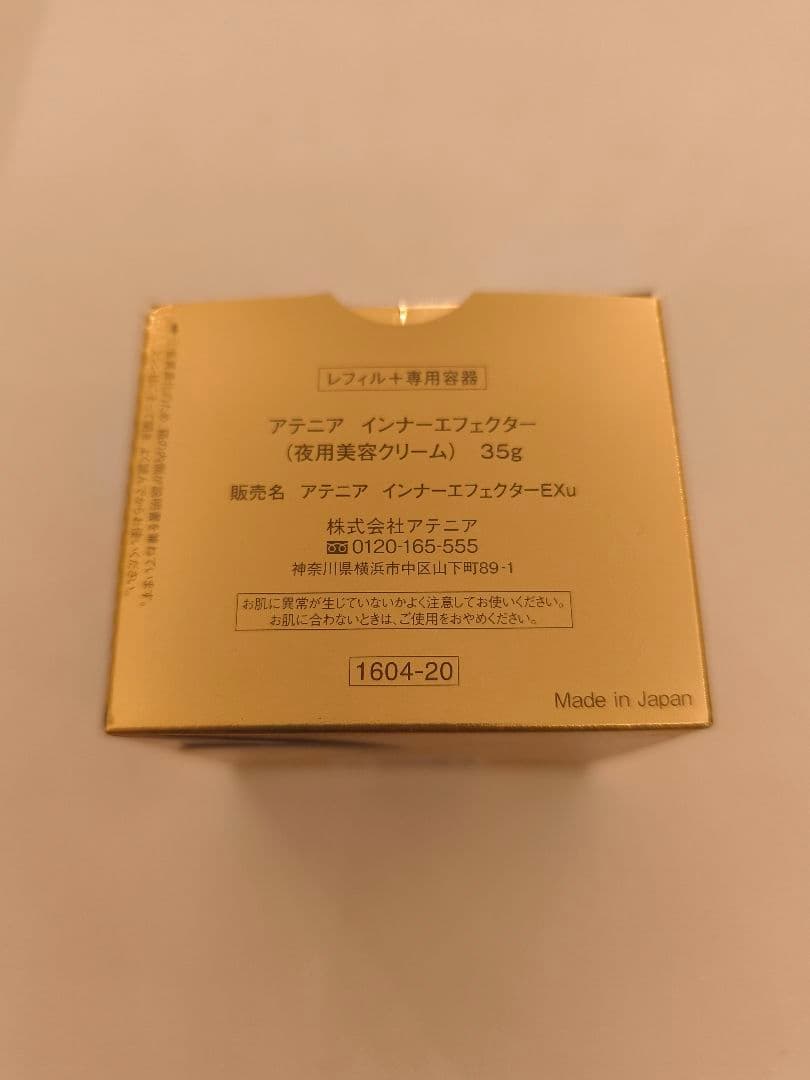 レフィル＋専用容器
アテニア インナーエフェクター
（夜用美容クリーム） 35g
販売名 アテニア インナーエフェクターEXu
株式会社アテニア
0120-165-555
神奈川県横浜市中区山下町89-1
お肌に異常が生じていないかよく注意してお使いください。
お肌に合わないときは、ご使用をおやめください。
1604-20
Made in Japan